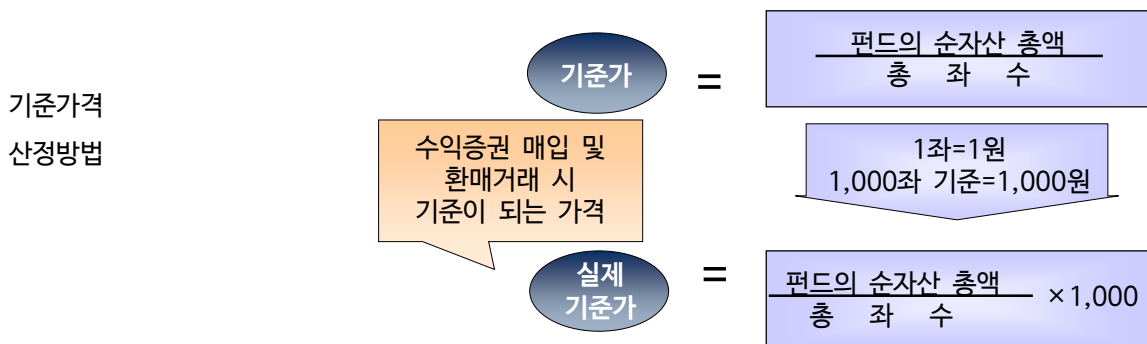 기준가격
산정방법
기준가
=
펀드의 순자산 총액
총 좌 수
수익증권 매입 및
환매거래 시
기준이 되는 가격
1좌=1원
1,000좌 기준=1,000원
실제
기준가
=
펀드의 순자산 총액
총 좌 수
×1,000